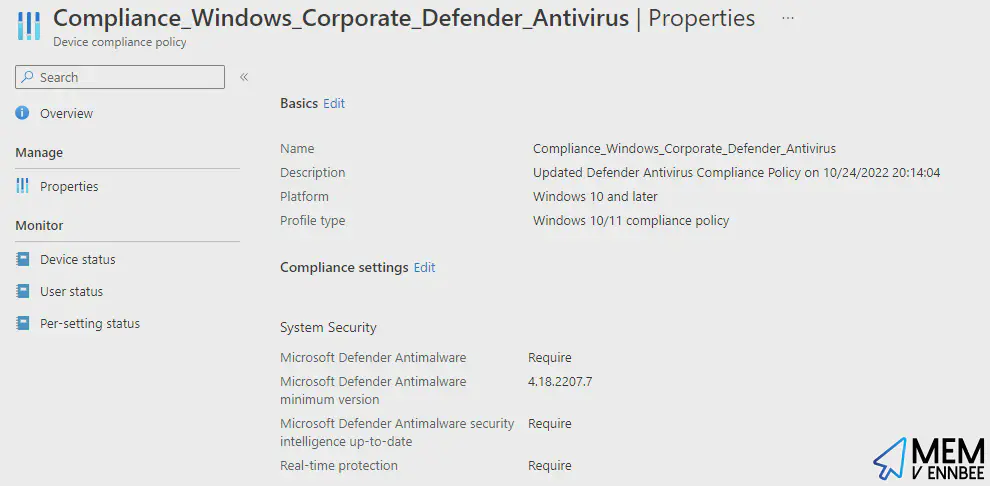 Compliance_Windows_Corporate_Defender_Antivirus | Properties ...
Device compliance policy
Search
«
Overview
Manage
Properties
Monitor
Device status
User status
Per-setting status
Basics Edit
Name Compliance_Windows_Corporate_Defender_Antivirus
Description Updated Defender Antivirus Compliance Policy on 10/24/2022 20:14:04
Platform Windows 10 and later
Profile type Windows 10/11 compliance policy
Compliance settings Edit
System Security
Microsoft Defender Antimalware Require
Microsoft Defender Antimalware 4.18.2207.7
minimum version
Microsoft Defender Antimalware security Require
intelligence up-to-date
Real-time protection Require
MEM
V ENNBEE